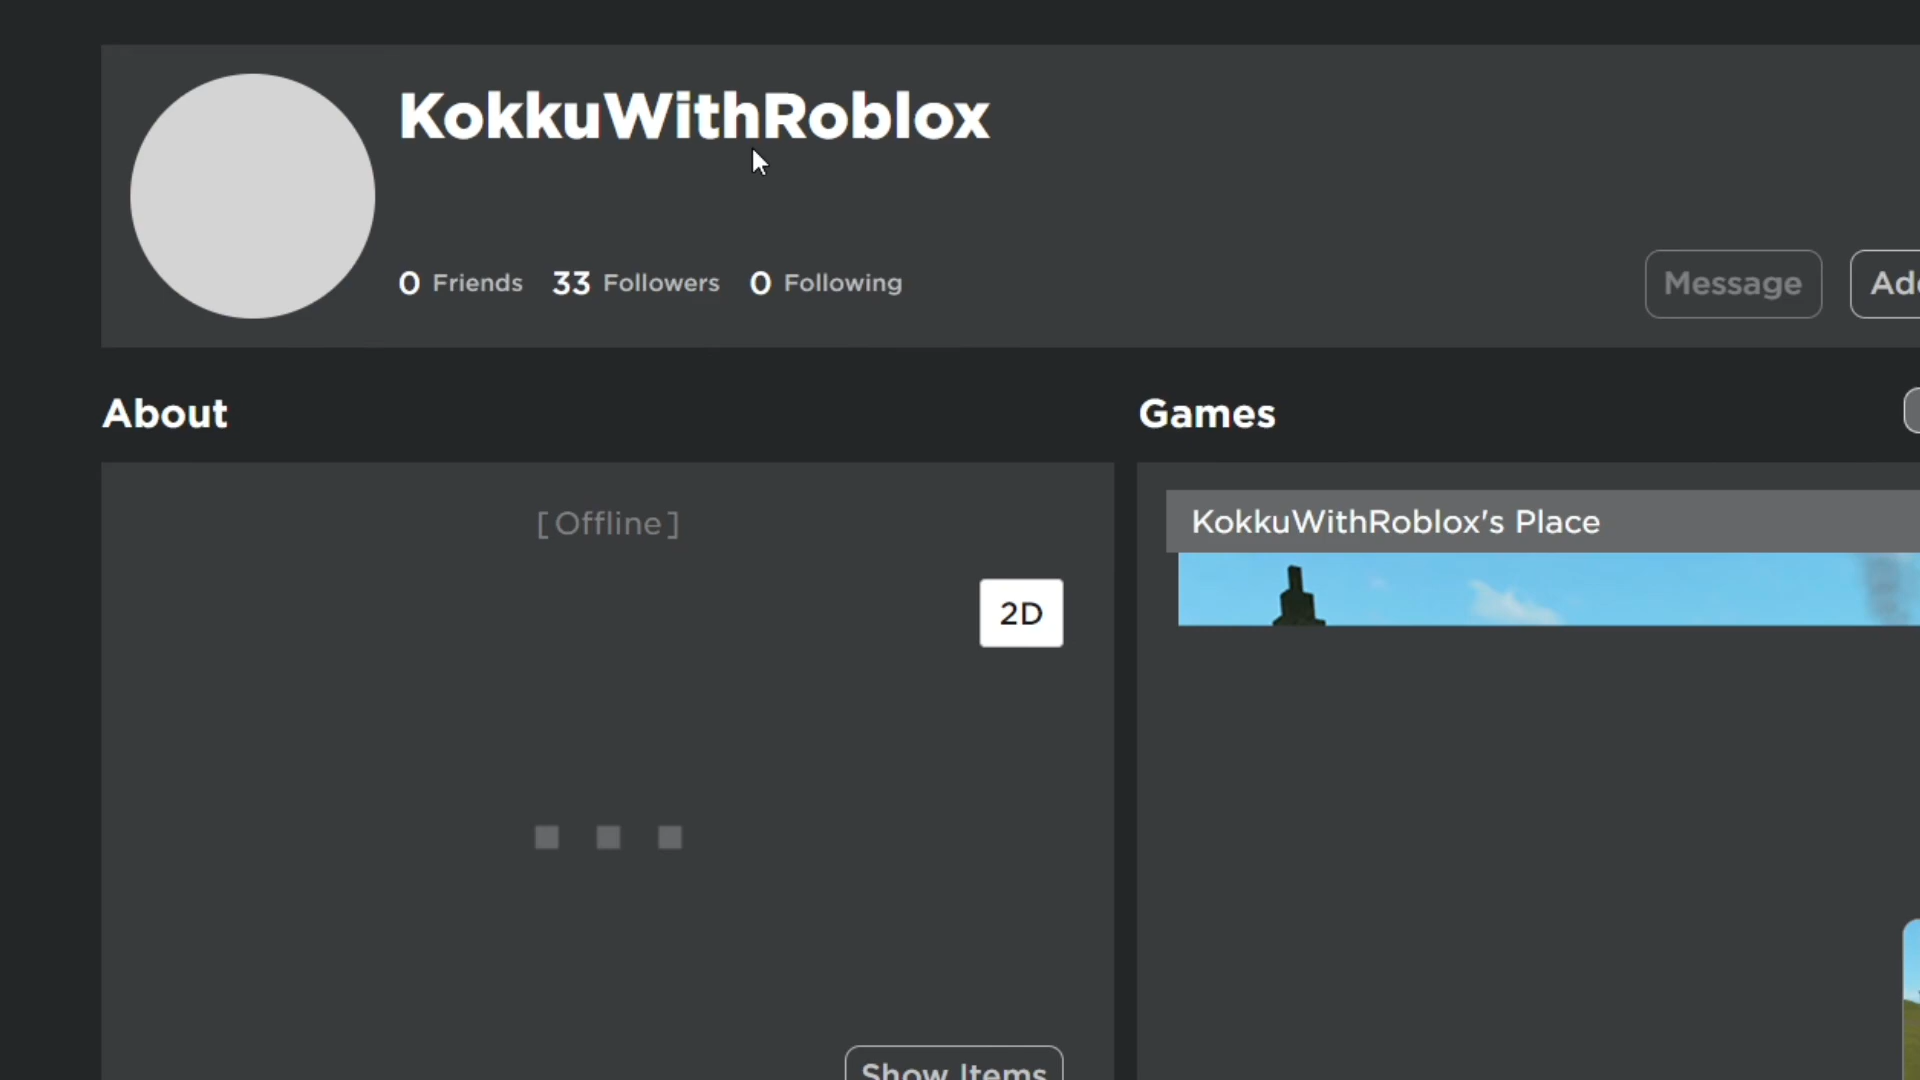 KokkuWithRoblox
0 Friends 33 Followers 0 Following
Message
About
Games
[ Offline ]
KokkuWithRoblox's Place
2D
Show Items